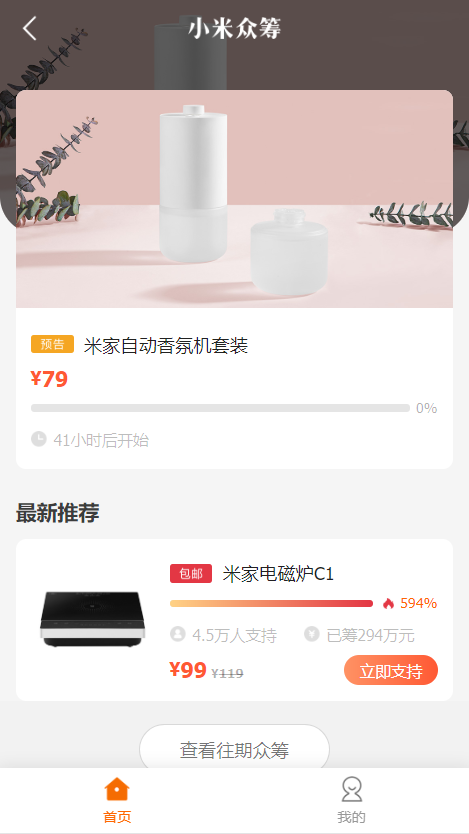 小米众筹
预告 米家自动香氛机套装
¥79
0%
41小时后开始
最新推荐
包邮 米家电磁炉C1
594%
4.5万人支持 已筹294万元
¥99 ¥119 立即支持
查看往期众筹
首页 我的